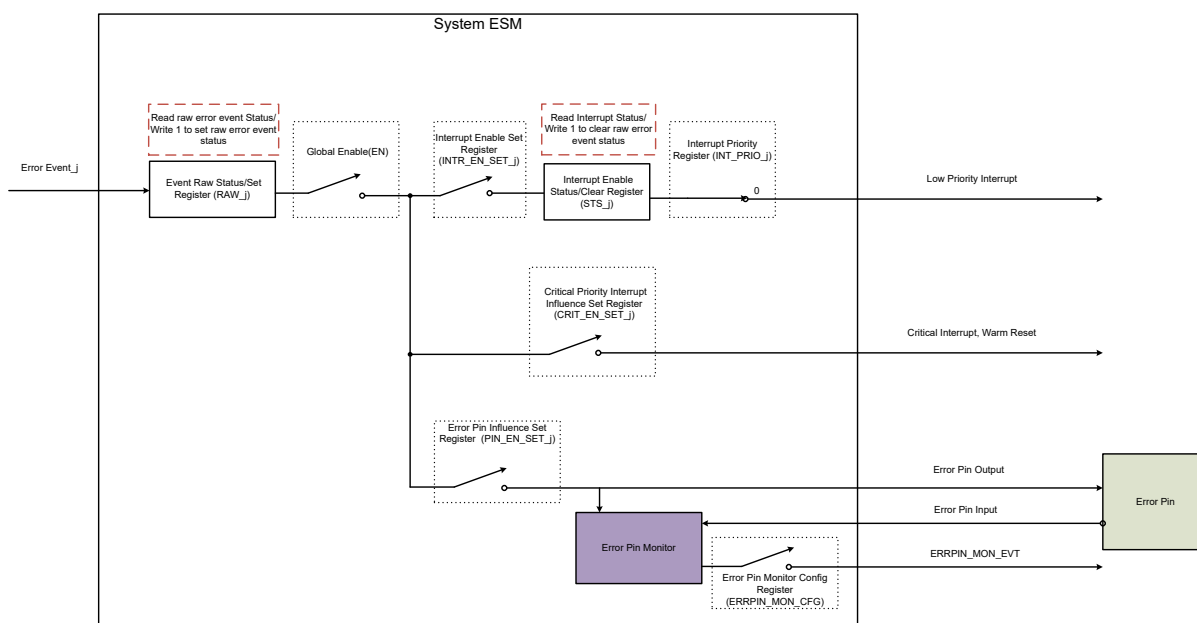 System ESM
Read raw error event Status/
Write 1 to set raw error event
status
Global Enable(EN)
Interrupt Enable Set
Register
(INTR_EN_SET_j)
Read Interrupt Status/
Write 1 to clear raw error
event status
Interrupt Priority
Register (INT_PRIO_j)
Error Event_j
Event Raw Status/Set
Register (RAW_j)
Interrupt Enable
Status/Clear Register
(STS_j)
0
Low Priority Interrupt
Critical Priority Interrupt
Influence Set Register
(CRIT_EN_SET_j)
Critical Interrupt, Warm Reset
Error Pin Influence Set
Register (PIN_EN_SET_j)
Error Pin Output
Error Pin
Error Pin Input
Error Pin Monitor
ERRPIN_MON_EVT
Error Pin Monitor Config
Register
(ERRPIN_MON_CFG)